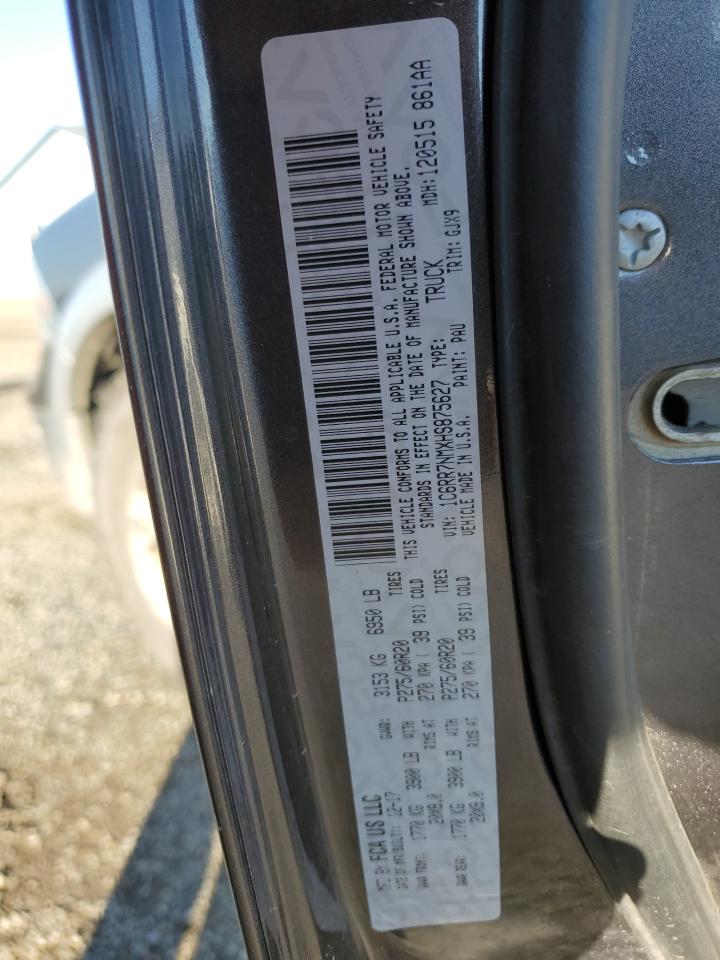 MFD BY: FCA US LLC
DATE OF MFR(BUILT): 12-17 GVWR: 3153 KG 6950 LB
GAWR FRONT: 1770 KG 3900 LB WITH P275/60R20 TIRES
20X9.0 RIMS AT 270 KPA ( 39 PSI) COLD
GAWR REAR: 1770 KG 3900 LB WITH P275/60R20 TIRES
20X9.0 RIMS AT 270 KPA ( 39 PSI) COLD
THIS VEHICLE CONFORMS TO ALL APPLICABLE U.S.A. FEDERAL MOTOR VEHICLE SAFETY
STANDARDS IN EFFECT ON THE DATE OF MANUFACTURE SHOWN ABOVE.
VIN: 1C6RR7NMXHS875627 TYPE: TRUCK MDH: 120515 861AA
VEHICLE MADE IN U.S.A. PAINT: PAU TRIM: GJX9